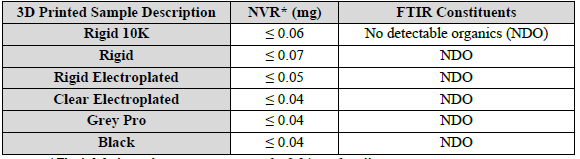 3D Printed Sample Description NVR* (mg) FTIR Constituents
Rigid 10K ≤ 0.06 No detectable organics (NDO)
Rigid ≤ 0.07 NDO
Rigid Electroplated ≤ 0.05 NDO
Clear Electroplated ≤ 0.04 NDO
Grey Pro ≤ 0.04 NDO
Black ≤ 0.04 NDO